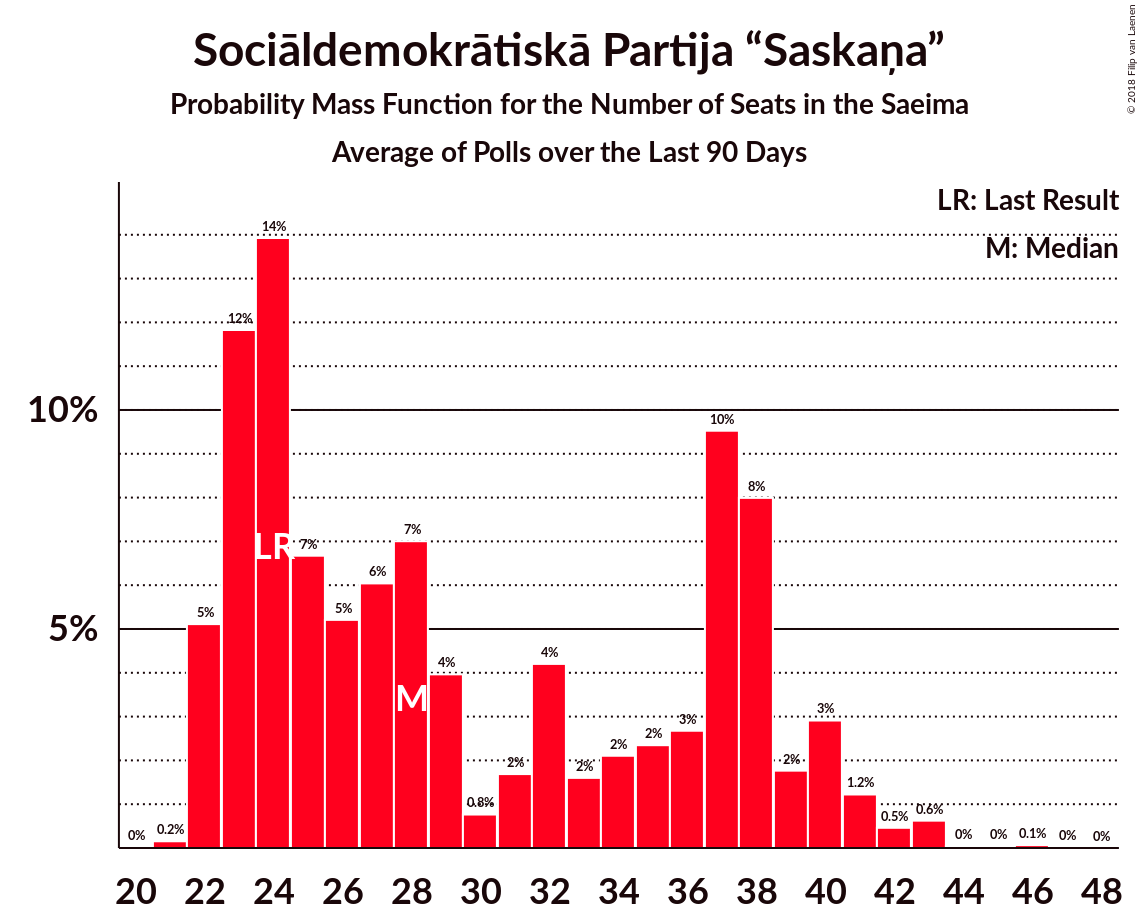 Sociāldemokrātiskā Partija “Saskaņa”
Probability Mass Function for the Number of Seats in the Saeima
Average of Polls over the Last 90 Days
© 2018 Filip van Laenen
LR: Last Result
M: Median
10%
5%
0% 0.2% 5% 12% 14% 7% 5% 6% 7% 4% 0.8% 2% 4% 2% 2% 2% 3% 10% 8% 2% 3% 1.2% 0.5% 0.6% 0% 0% 0.1% 0% 0%
LR
M
20 22 24 26 28 30 32 34 36 38 40 42 44 46 48